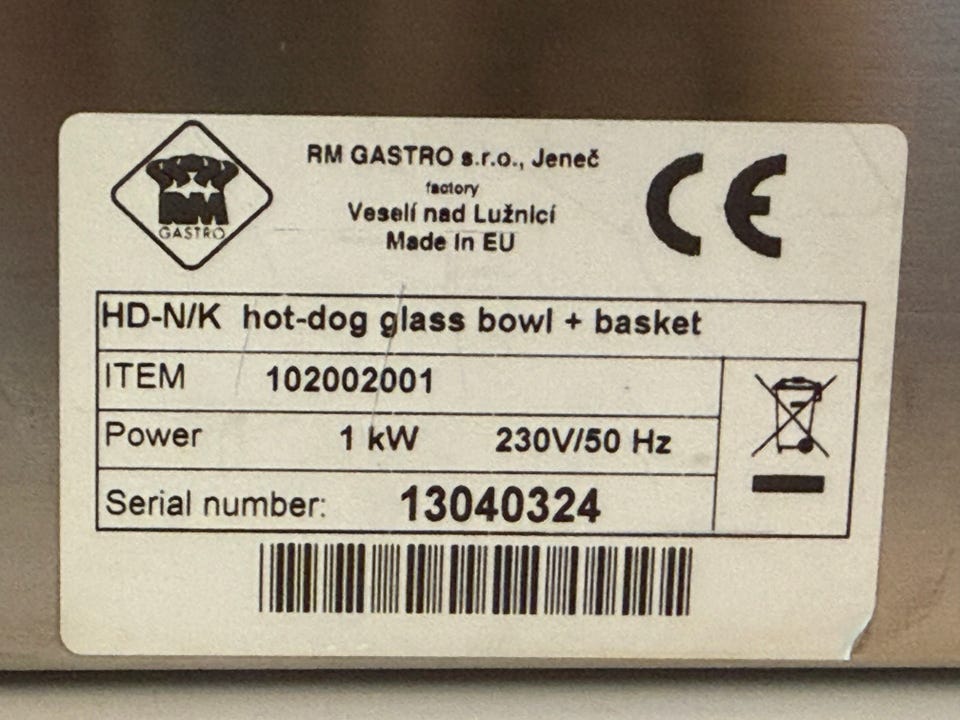 RM
GASTRO
RM GASTRO s.r.o., Jeneč
factory
Veselí nad Lužnicí
Made in EU
CE
HD-N/K hot-dog glass bowl + basket
ITEM 102002001
Power 1 kW 230V/50 Hz
Serial number: 13040324